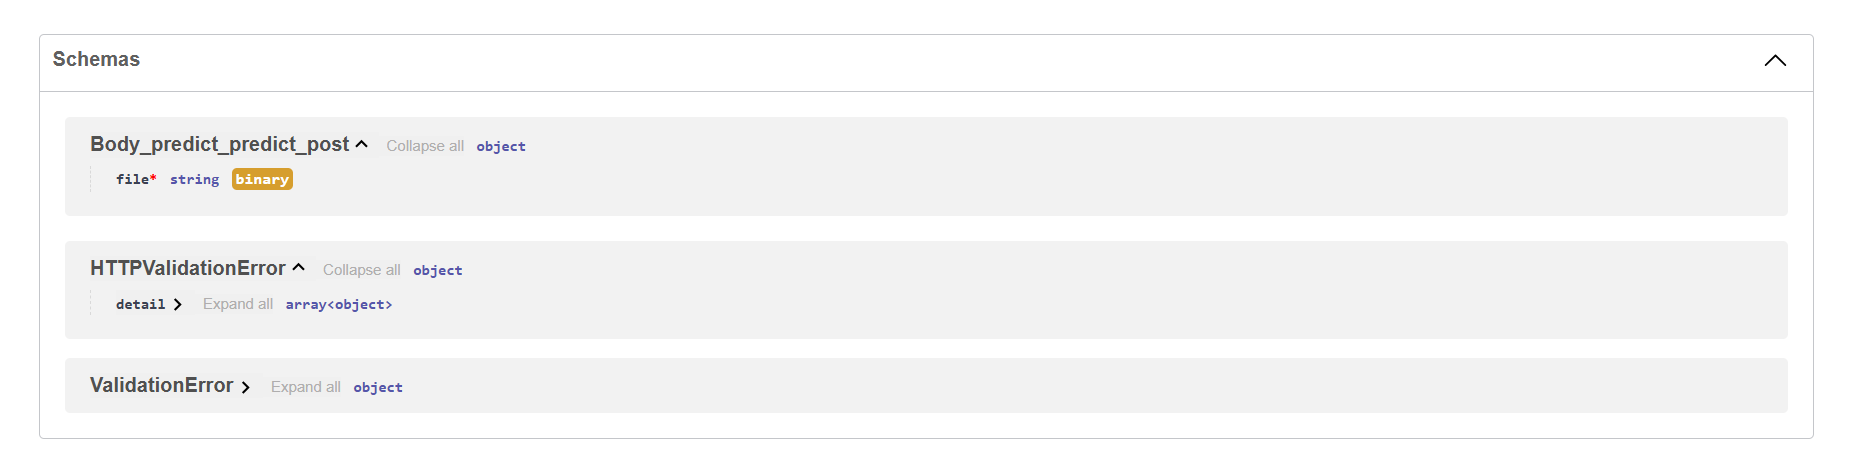 Schemas
Body_predict_predict_post Collapse all object
file* string binary
HTTPValidationError Collapse all object
detail Expand all array<object>
ValidationError Expand all object